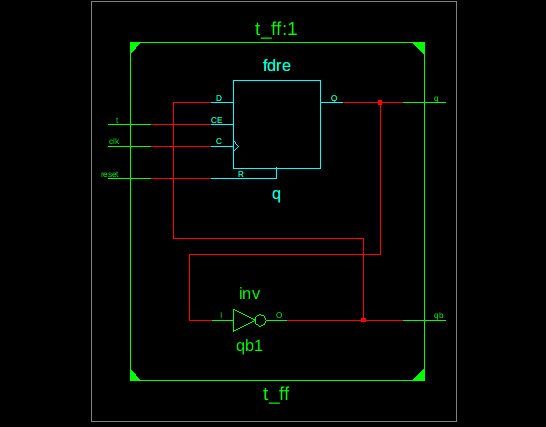 t_ff:1
fdre
D
Q
q
t
CE
clk
C
reset
R
q
inv
I
O
qb
qb1
t_ff